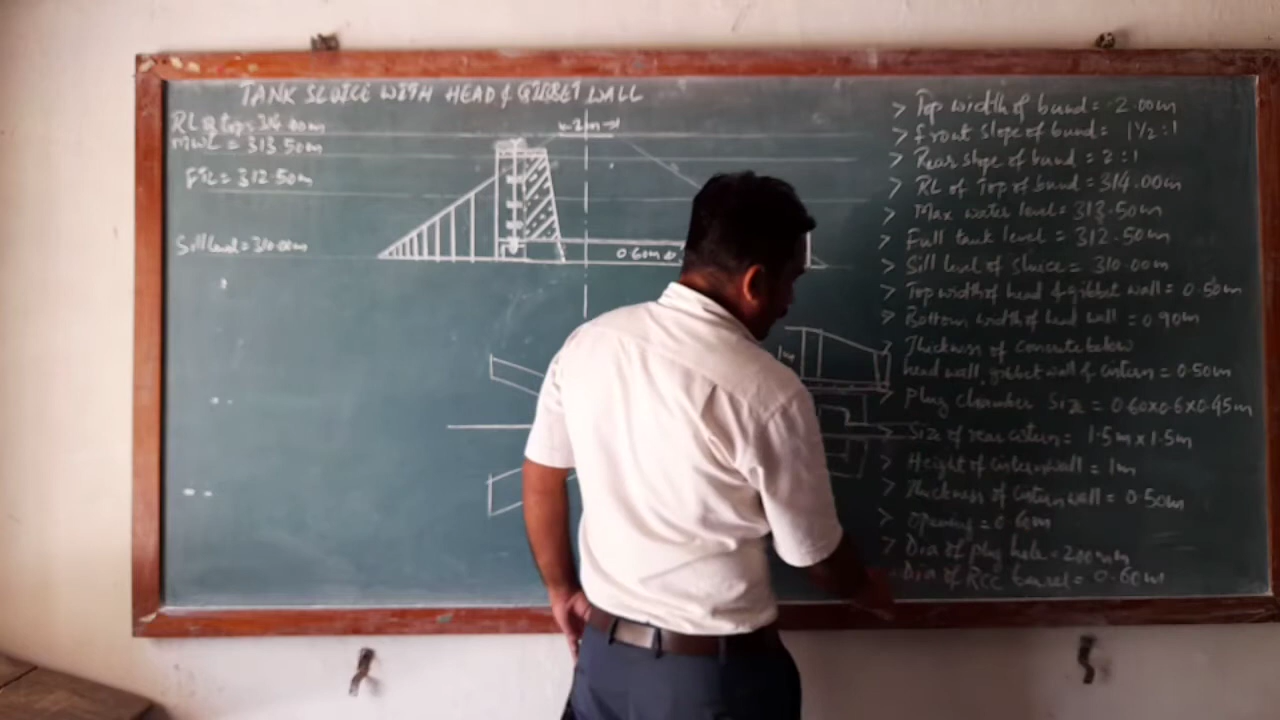 TANK SLUICE WITH HEAD & GIBBET WALL
RL @ top = 314.00m
MWL = 313.50m
FTL = 312.50m
Sill level = 310.00m
2m
0.60m
1m
> Top width of bund = 2.00m
> Front slope of bund = 1½:1
> Rear slope of bund = 2:1
> RL of Top of bund = 314.00m
> Max water level = 313.50m
> Full tank level = 312.50m
> Sill level of sluice = 310.00m
> Top width of head & gibbet wall = 0.50m
> Bottom width of head wall = 0.90m
> Thickness of concrete below
head wall, gibbet wall & cistern = 0.50m
> Plug chamber Size = 0.60x0.6x0.45m
> Size of rear cistern = 1.5m x 1.5m
> Height of cistern wall = 1m
> Thickness of cistern wall = 0.50m
> Opening = 0.60m
> Dia of plug hole = 200mm
Dia of RCC barrel = 0.60m